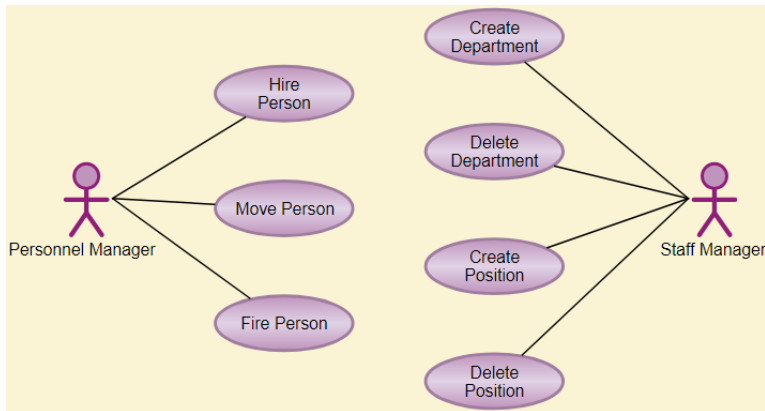 Create
Department
Hire
Person
Delete
Department
Move Person
Personnel Manager
Staff Manager
Create
Position
Fire Person
Delete
Position